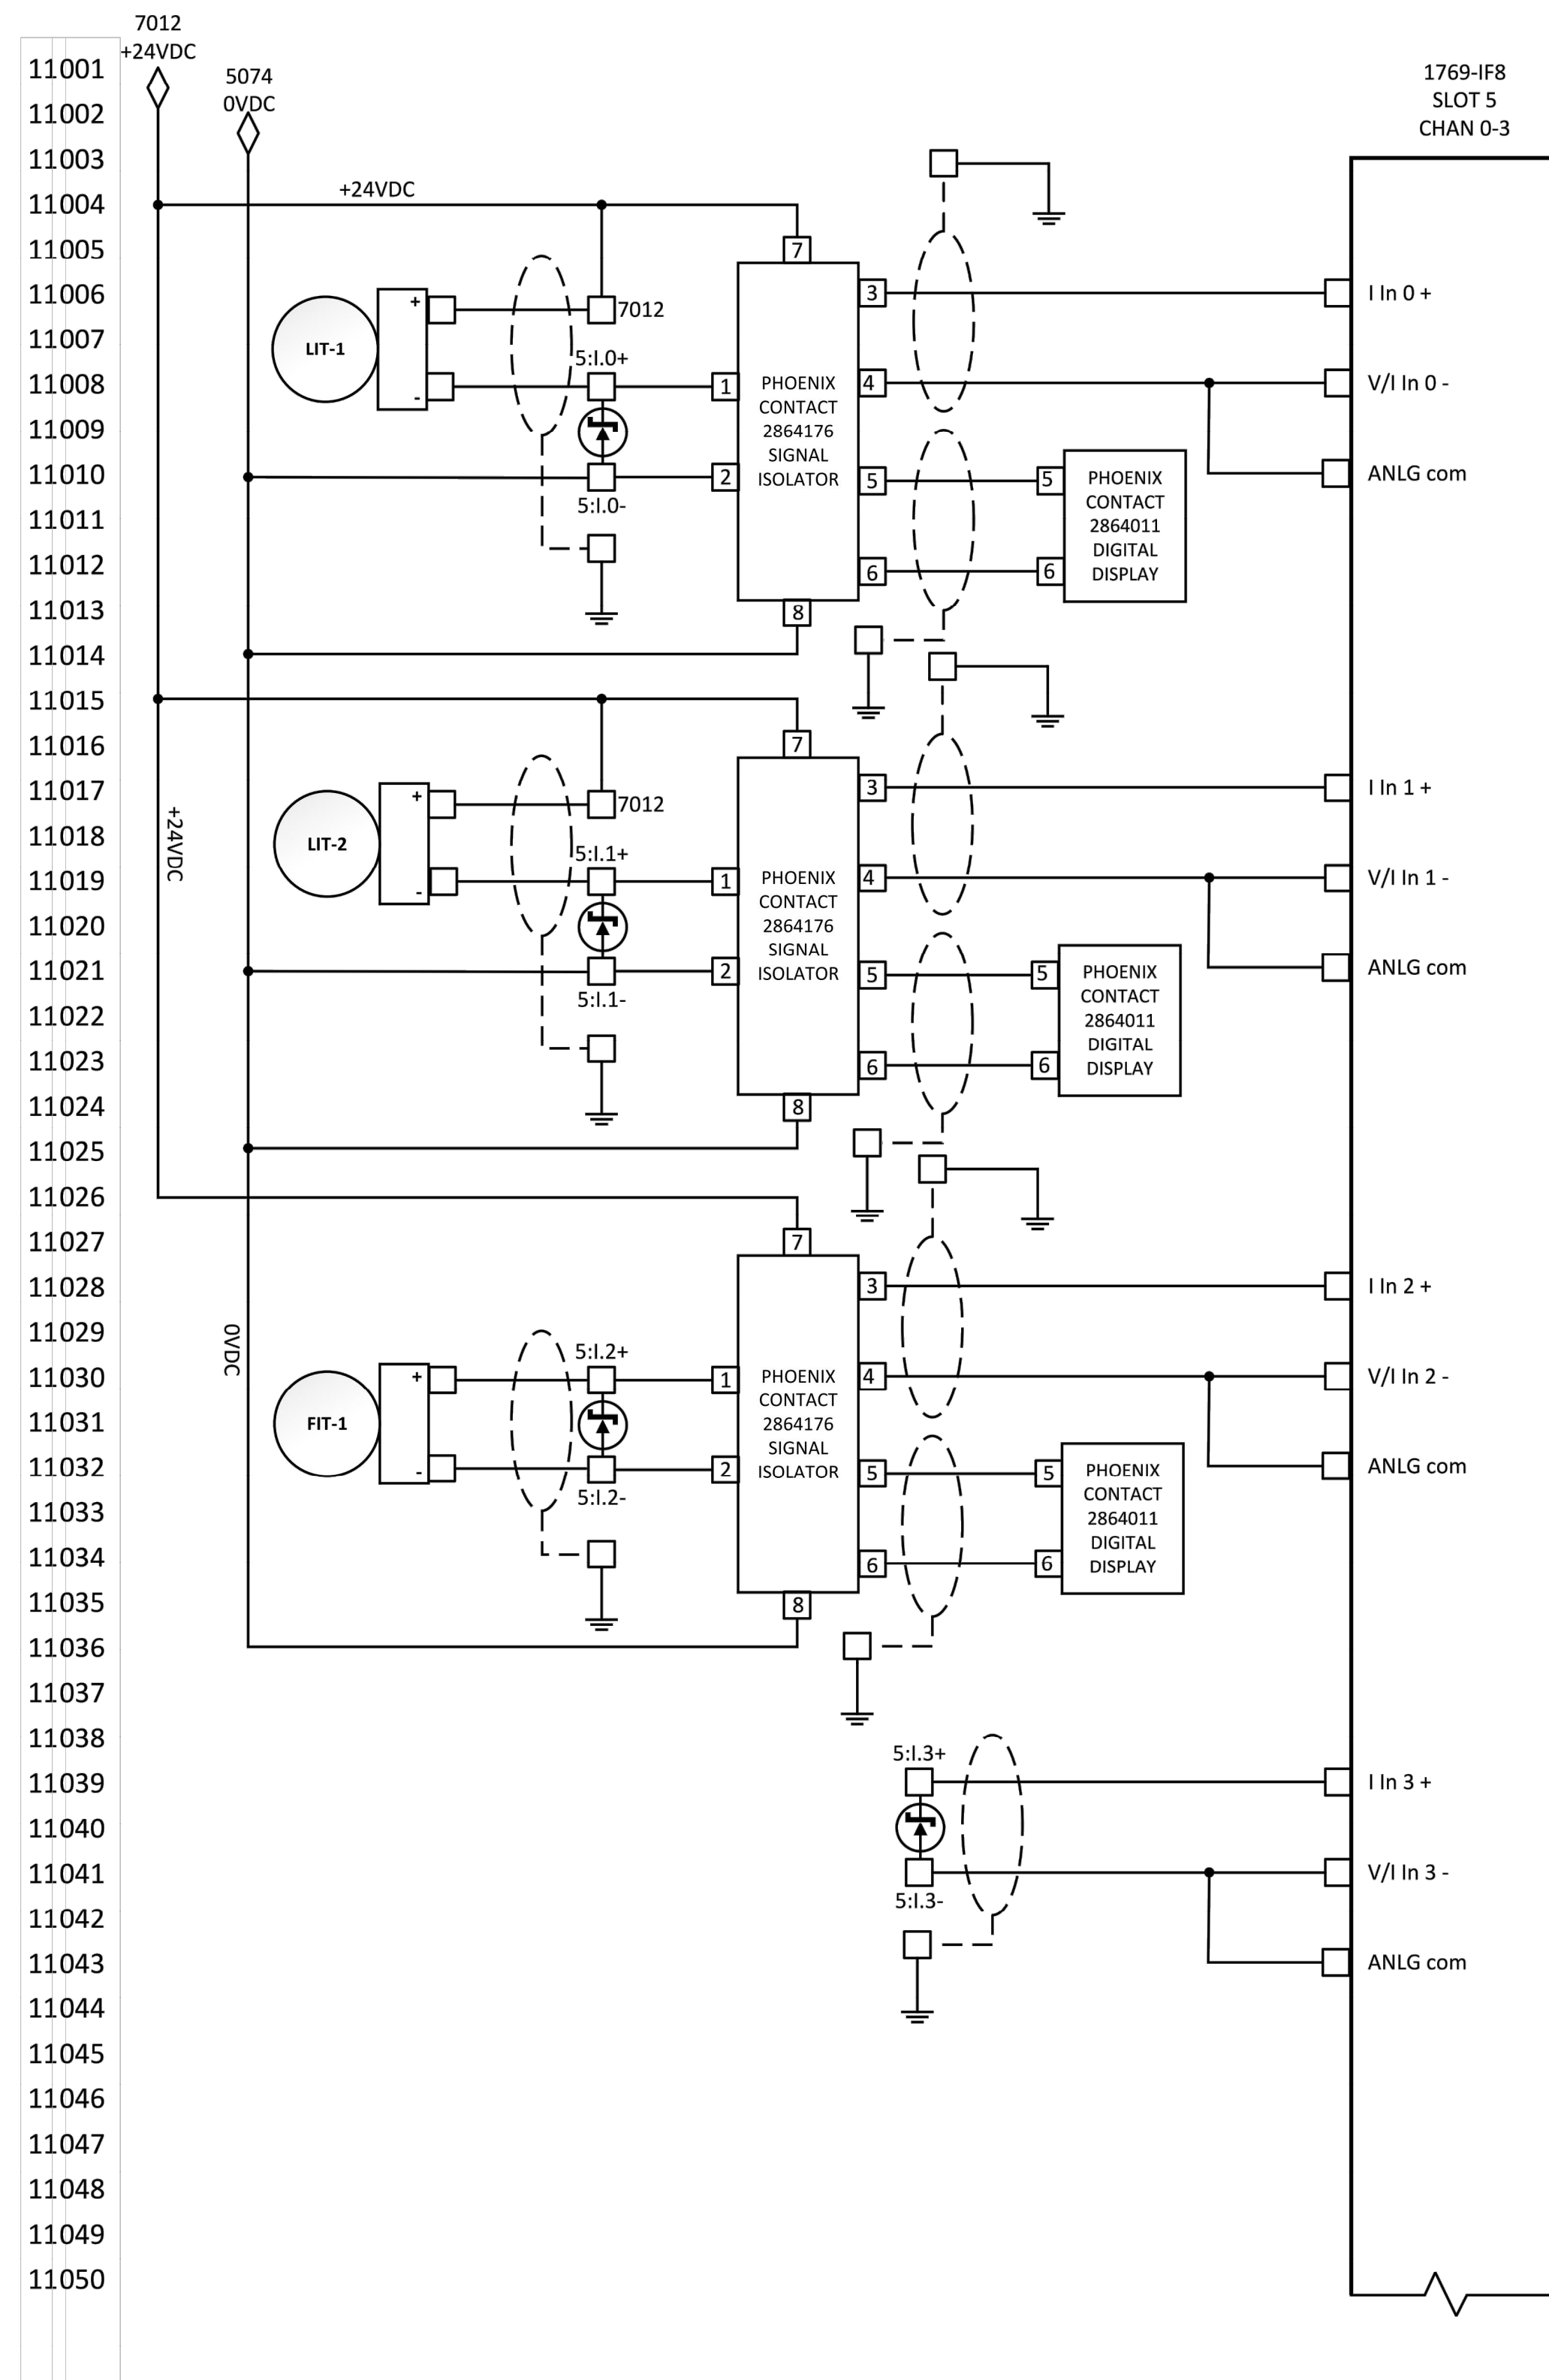 7012
+24VDC
5074
0VDC
1769-IF8
SLOT 5
CHAN 0-3
11001
11002
11003
11004
11005
11006
11007
11008
11009
11010
11011
11012
11013
11014
11015
11016
11017
11018
11019
11020
11021
11022
11023
11024
11025
11026
11027
11028
11029
11030
11031
11032
11033
11034
11035
11036
11037
11038
11039
11040
11041
11042
11043
11044
11045
11046
11047
11048
11049
11050
+24VDC
0VDC
+24VDC
LIT-1
+
-
7012
5:I.0+
5:I.0-
7
1
2
PHOENIX
CONTACT
2864176
SIGNAL
ISOLATOR
3
4
5
6
8
5
6
PHOENIX
CONTACT
2864011
DIGITAL
DISPLAY
I In 0 +
V/I In 0 -
ANLG com
LIT-2
+
-
7012
5:I.1+
5:I.1-
7
1
2
PHOENIX
CONTACT
2864176
SIGNAL
ISOLATOR
3
4
5
6
8
5
6
PHOENIX
CONTACT
2864011
DIGITAL
DISPLAY
I In 1 +
V/I In 1 -
ANLG com
FIT-1
+
-
5:I.2+
5:I.2-
7
1
2
PHOENIX
CONTACT
2864176
SIGNAL
ISOLATOR
3
4
5
6
8
5
6
PHOENIX
CONTACT
2864011
DIGITAL
DISPLAY
I In 2 +
V/I In 2 -
ANLG com
5:I.3+
5:I.3-
I In 3 +
V/I In 3 -
ANLG com